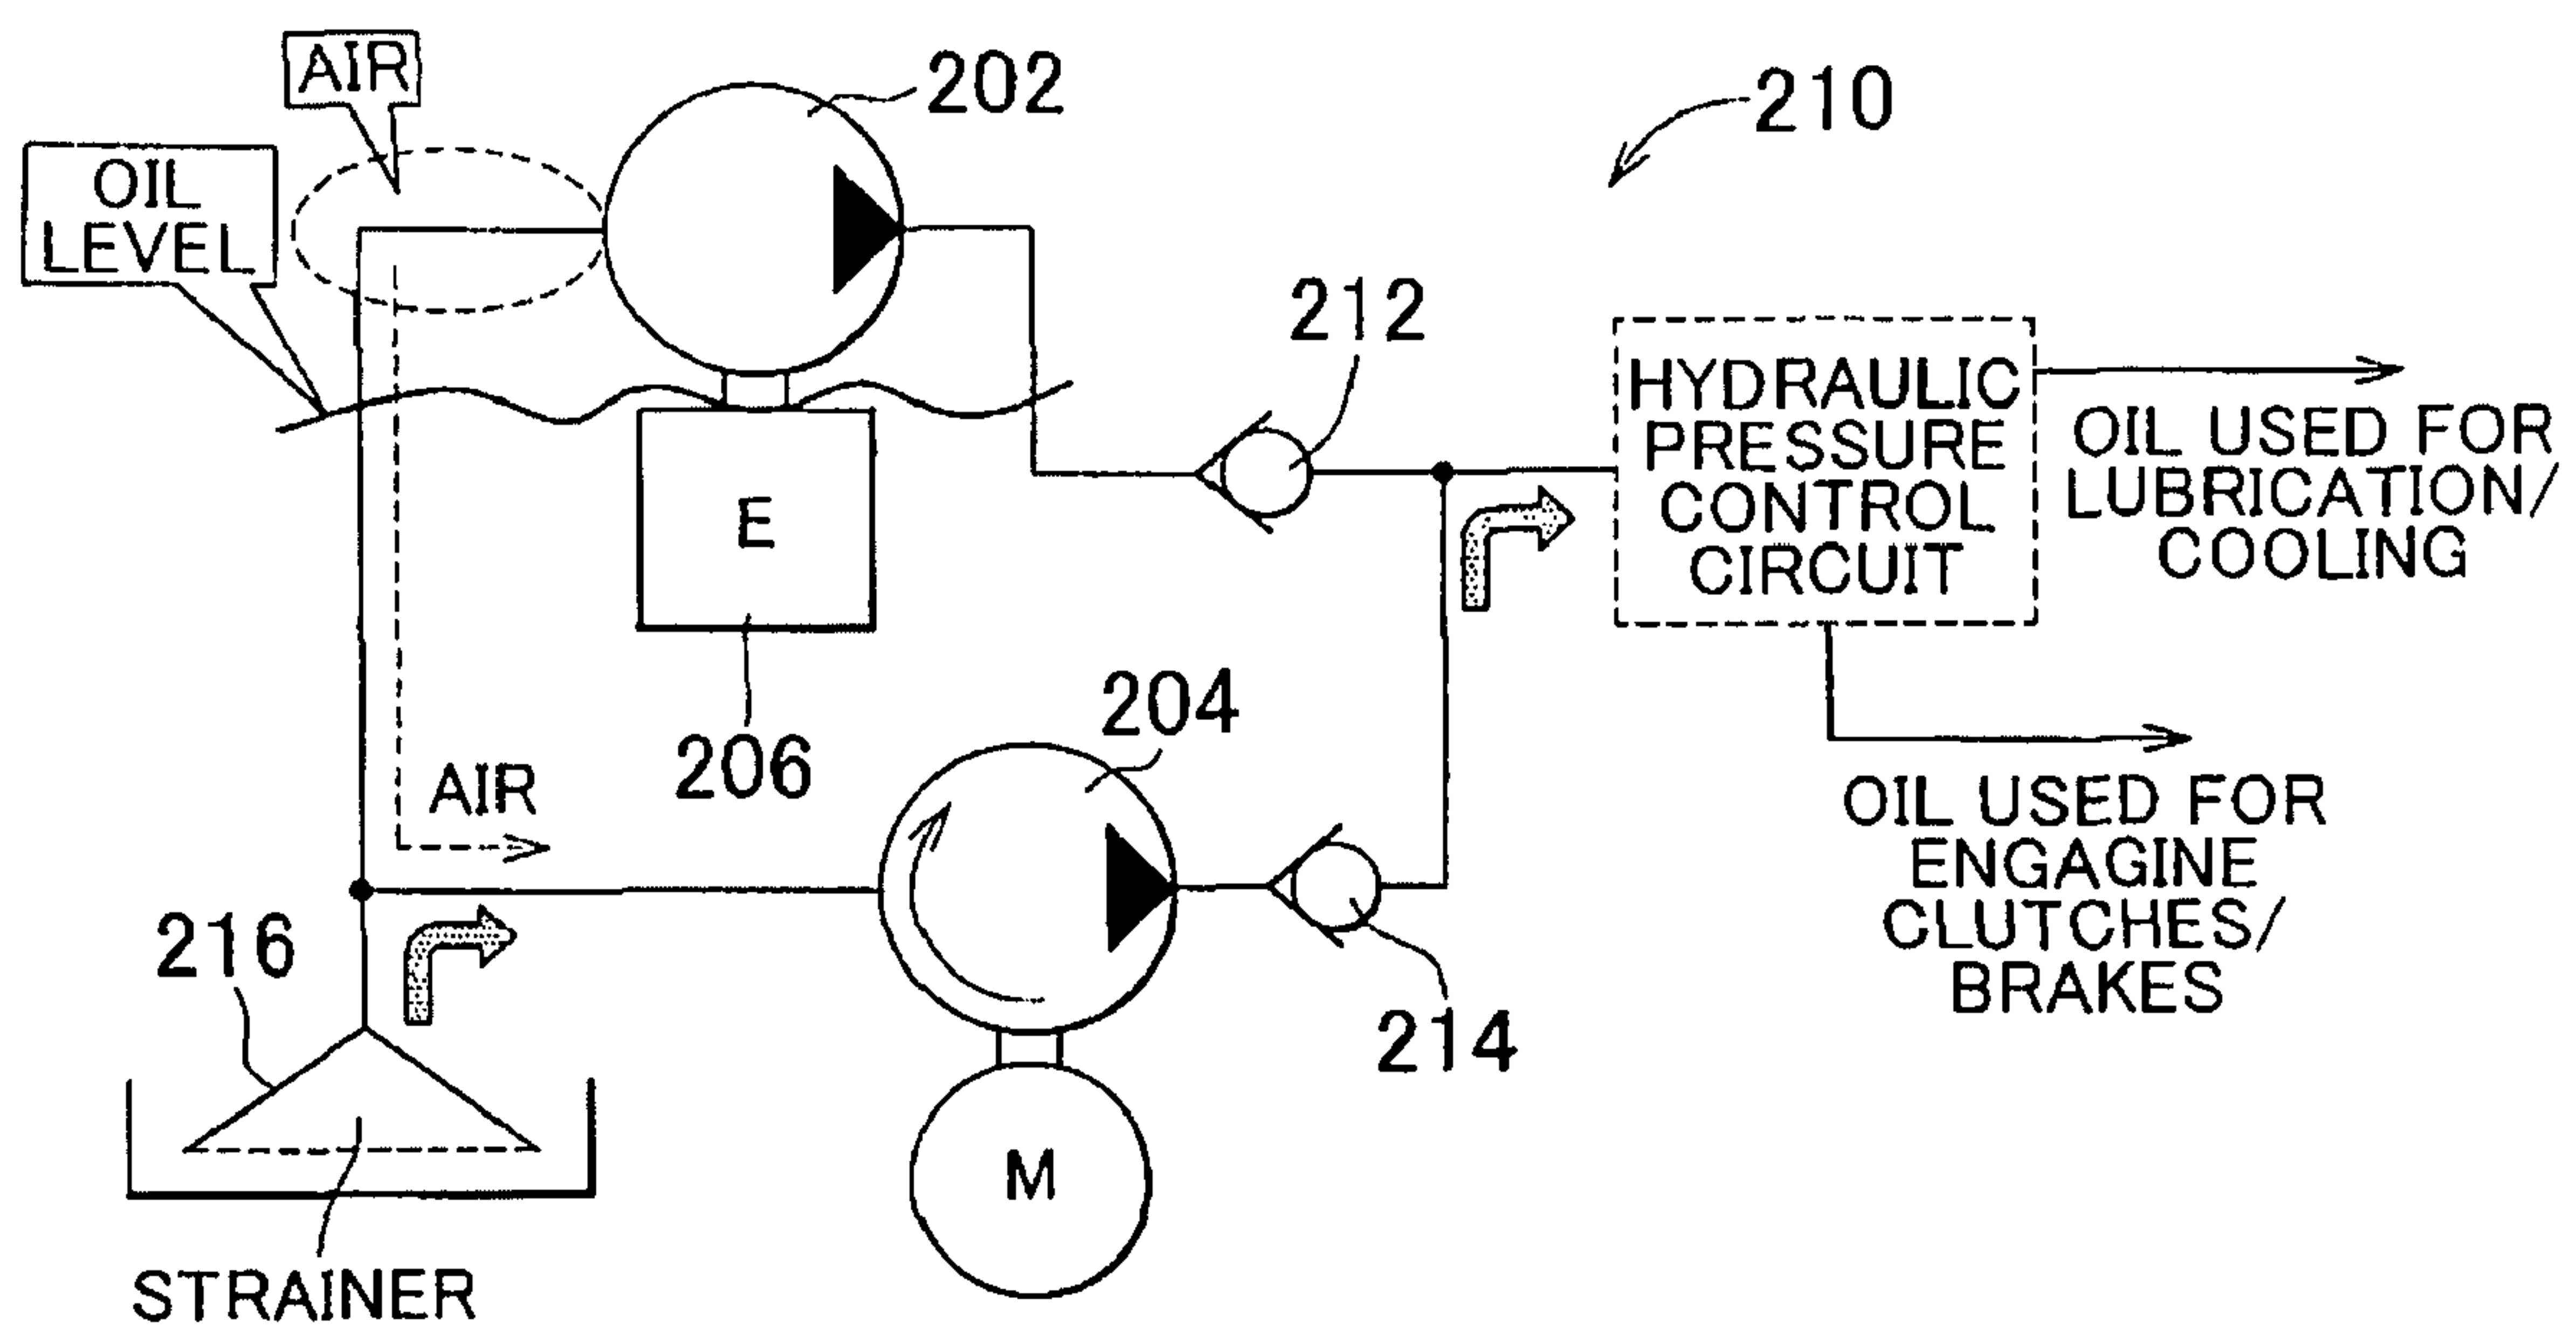 AIR
202
210
OIL
LEVEL
212
HYDRAULIC
PRESSURE
CONTROL
CIRCUIT
OIL USED FOR
LUBRICATION/
COOLING
E
206
204
AIR
OIL USED FOR
ENGAGINE
CLUTCHES/
BRAKES
216
214
M
STRAINER